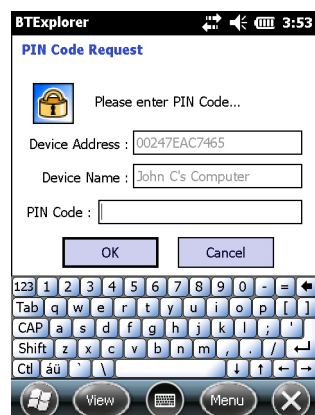 BTExplorer 3:53
PIN Code Request
Please enter PIN Code...
Device Address : 00247EAC7465
Device Name : John C's Computer
PIN Code :
OK Cancel
123 1 2 3 4 5 6 7 8 9 0 - =
Tab q w e r t y u i o p [ ]
CAP a s d f g h j k l ; '
Shift z x c v b n m , . /
Ctl áü ` \
View Menu